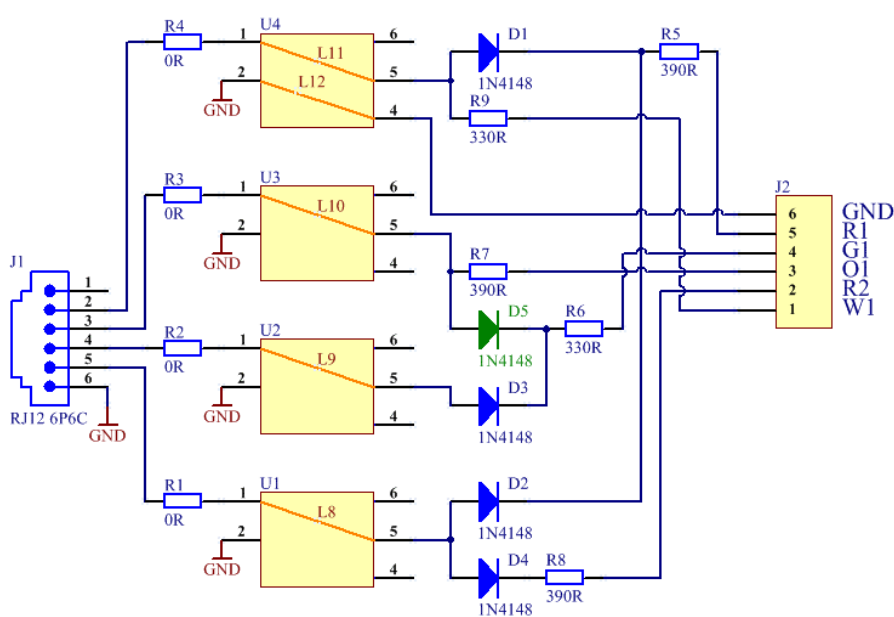 U4
R4
1
6
D1
R5
0R
L11
2
5
1N4148
390R
L12
R9
GND
4
330R
U3
R3
1
6
J2
0R
L10
6
GND
2
5
5
R1
R7
4
G1
GND
4
390R
3
O1
J1
2
R2
1
W1
1
2
3
4
5
6
D5
R6
1N4148
330R
U2
R2
1
6
0R
L9
2
5
D3
RJ12 6P6C
GND
GND
4
1N4148
U1
R1
1
6
D2
0R
L8
2
5
1N4148
D4
R8
GND
4
390R
1N4148